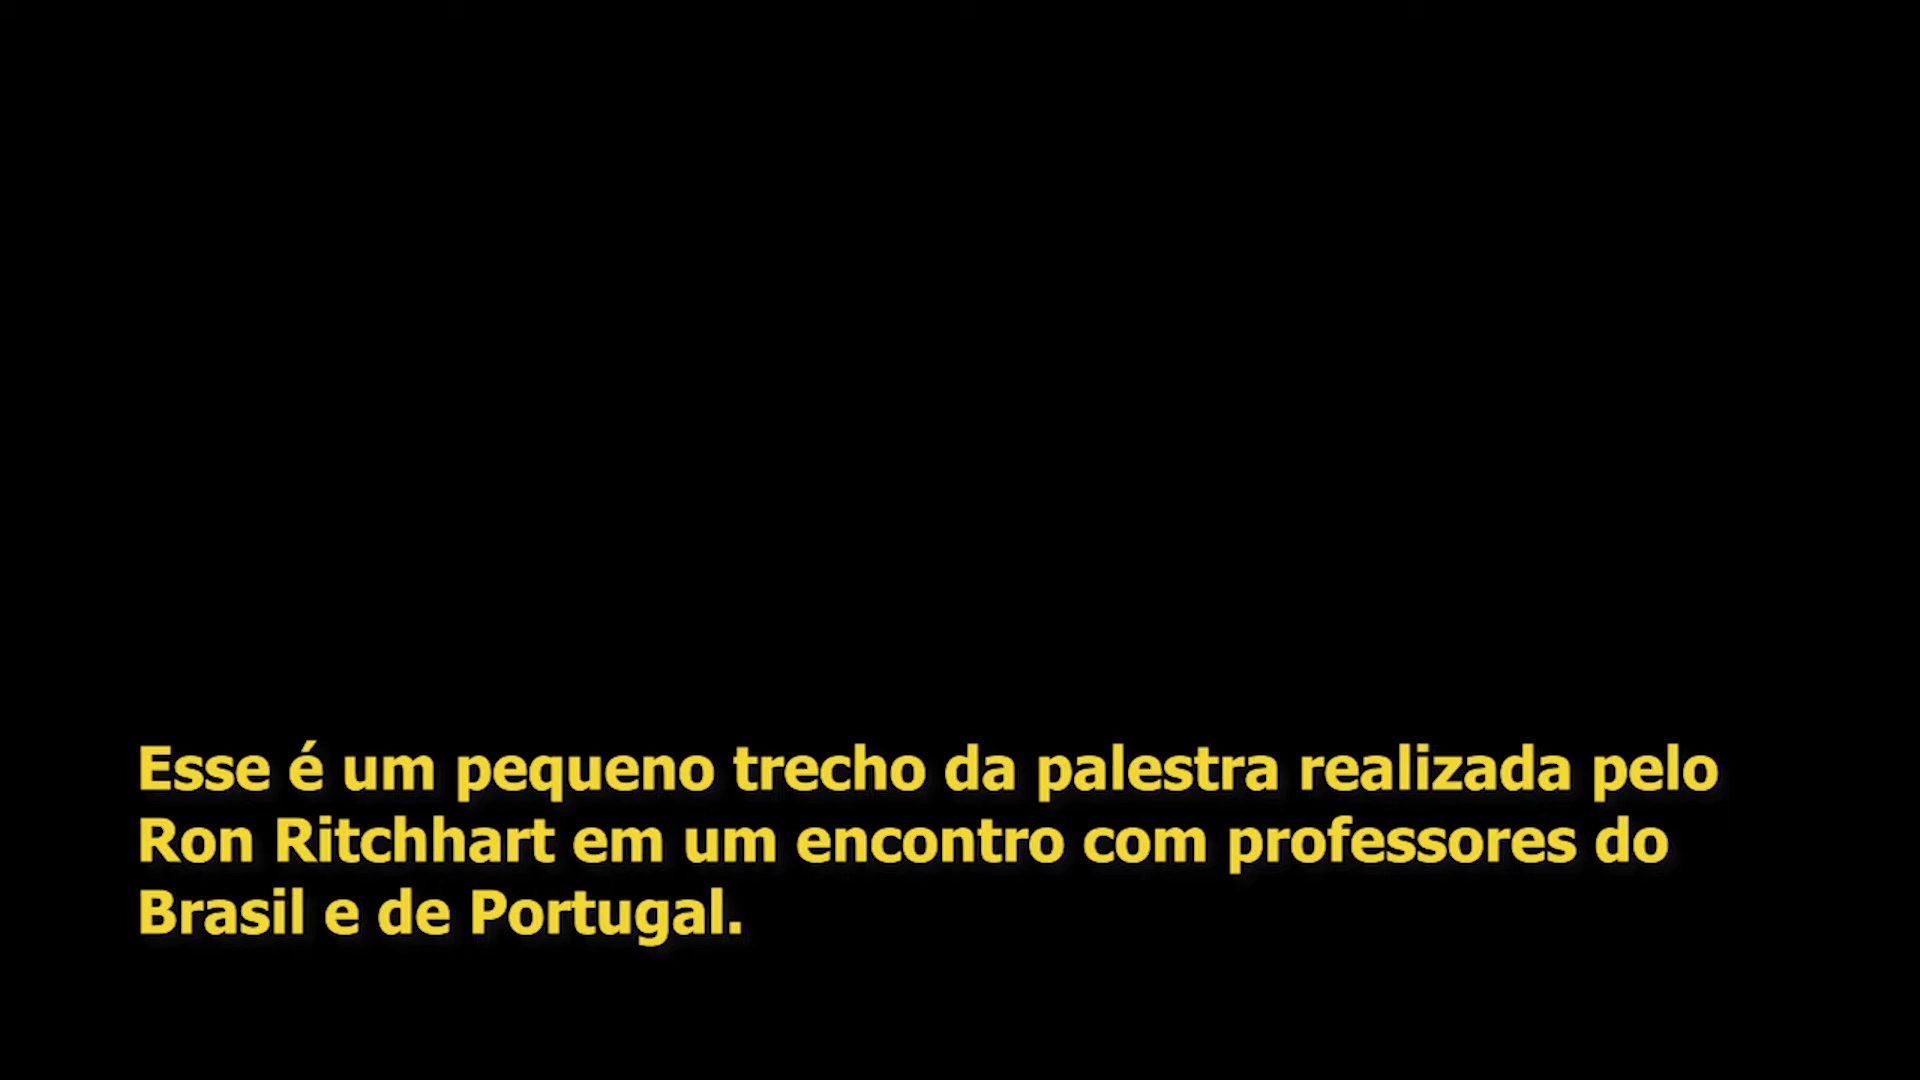 Esse é um pequeno trecho da palestra realizada pelo
Ron Ritchhart em um encontro com professores do
Brasil e de Portugal.